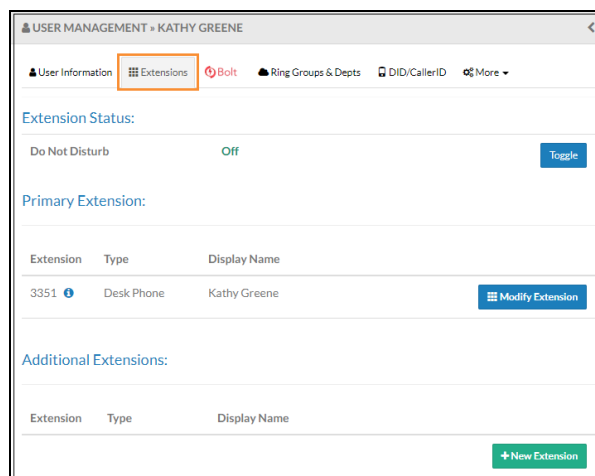 USER MANAGEMENT » KATHY GREENE
User Information Extensions Bolt Ring Groups & Depts DID/CallerID More
Extension Status:
Do Not Disturb Off Toggle
Primary Extension:
Extension Type Display Name
3351 Desk Phone Kathy Greene Modify Extension
Additional Extensions:
Extension Type Display Name
+ New Extension